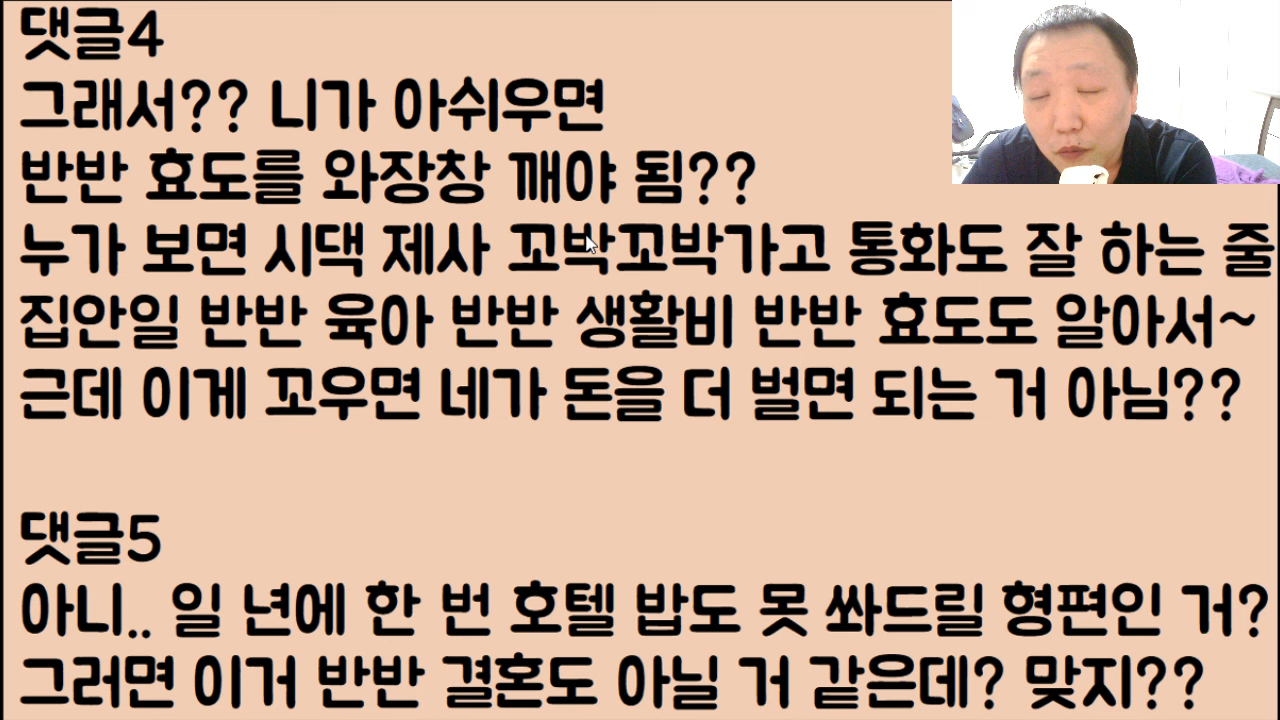 댓글4
그래서?? 니가 아쉬우면
반반 효도를 와장창 깨야 됨??
누가 보면 시댁 제사 꼬박꼬박가고 통화도 잘 하는 줄
집안일 반반 육아 반반 생활비 반반 효도도 알아서~
근데 이게 꼬우면 네가 돈을 더 벌면 되는 거 아님??
댓글5
아니.. 일 년에 한 번 호텔 밥도 못 쏴드릴 형편인 거?
그러면 이거 반반 결혼도 아닐 거 같은데? 맞지??